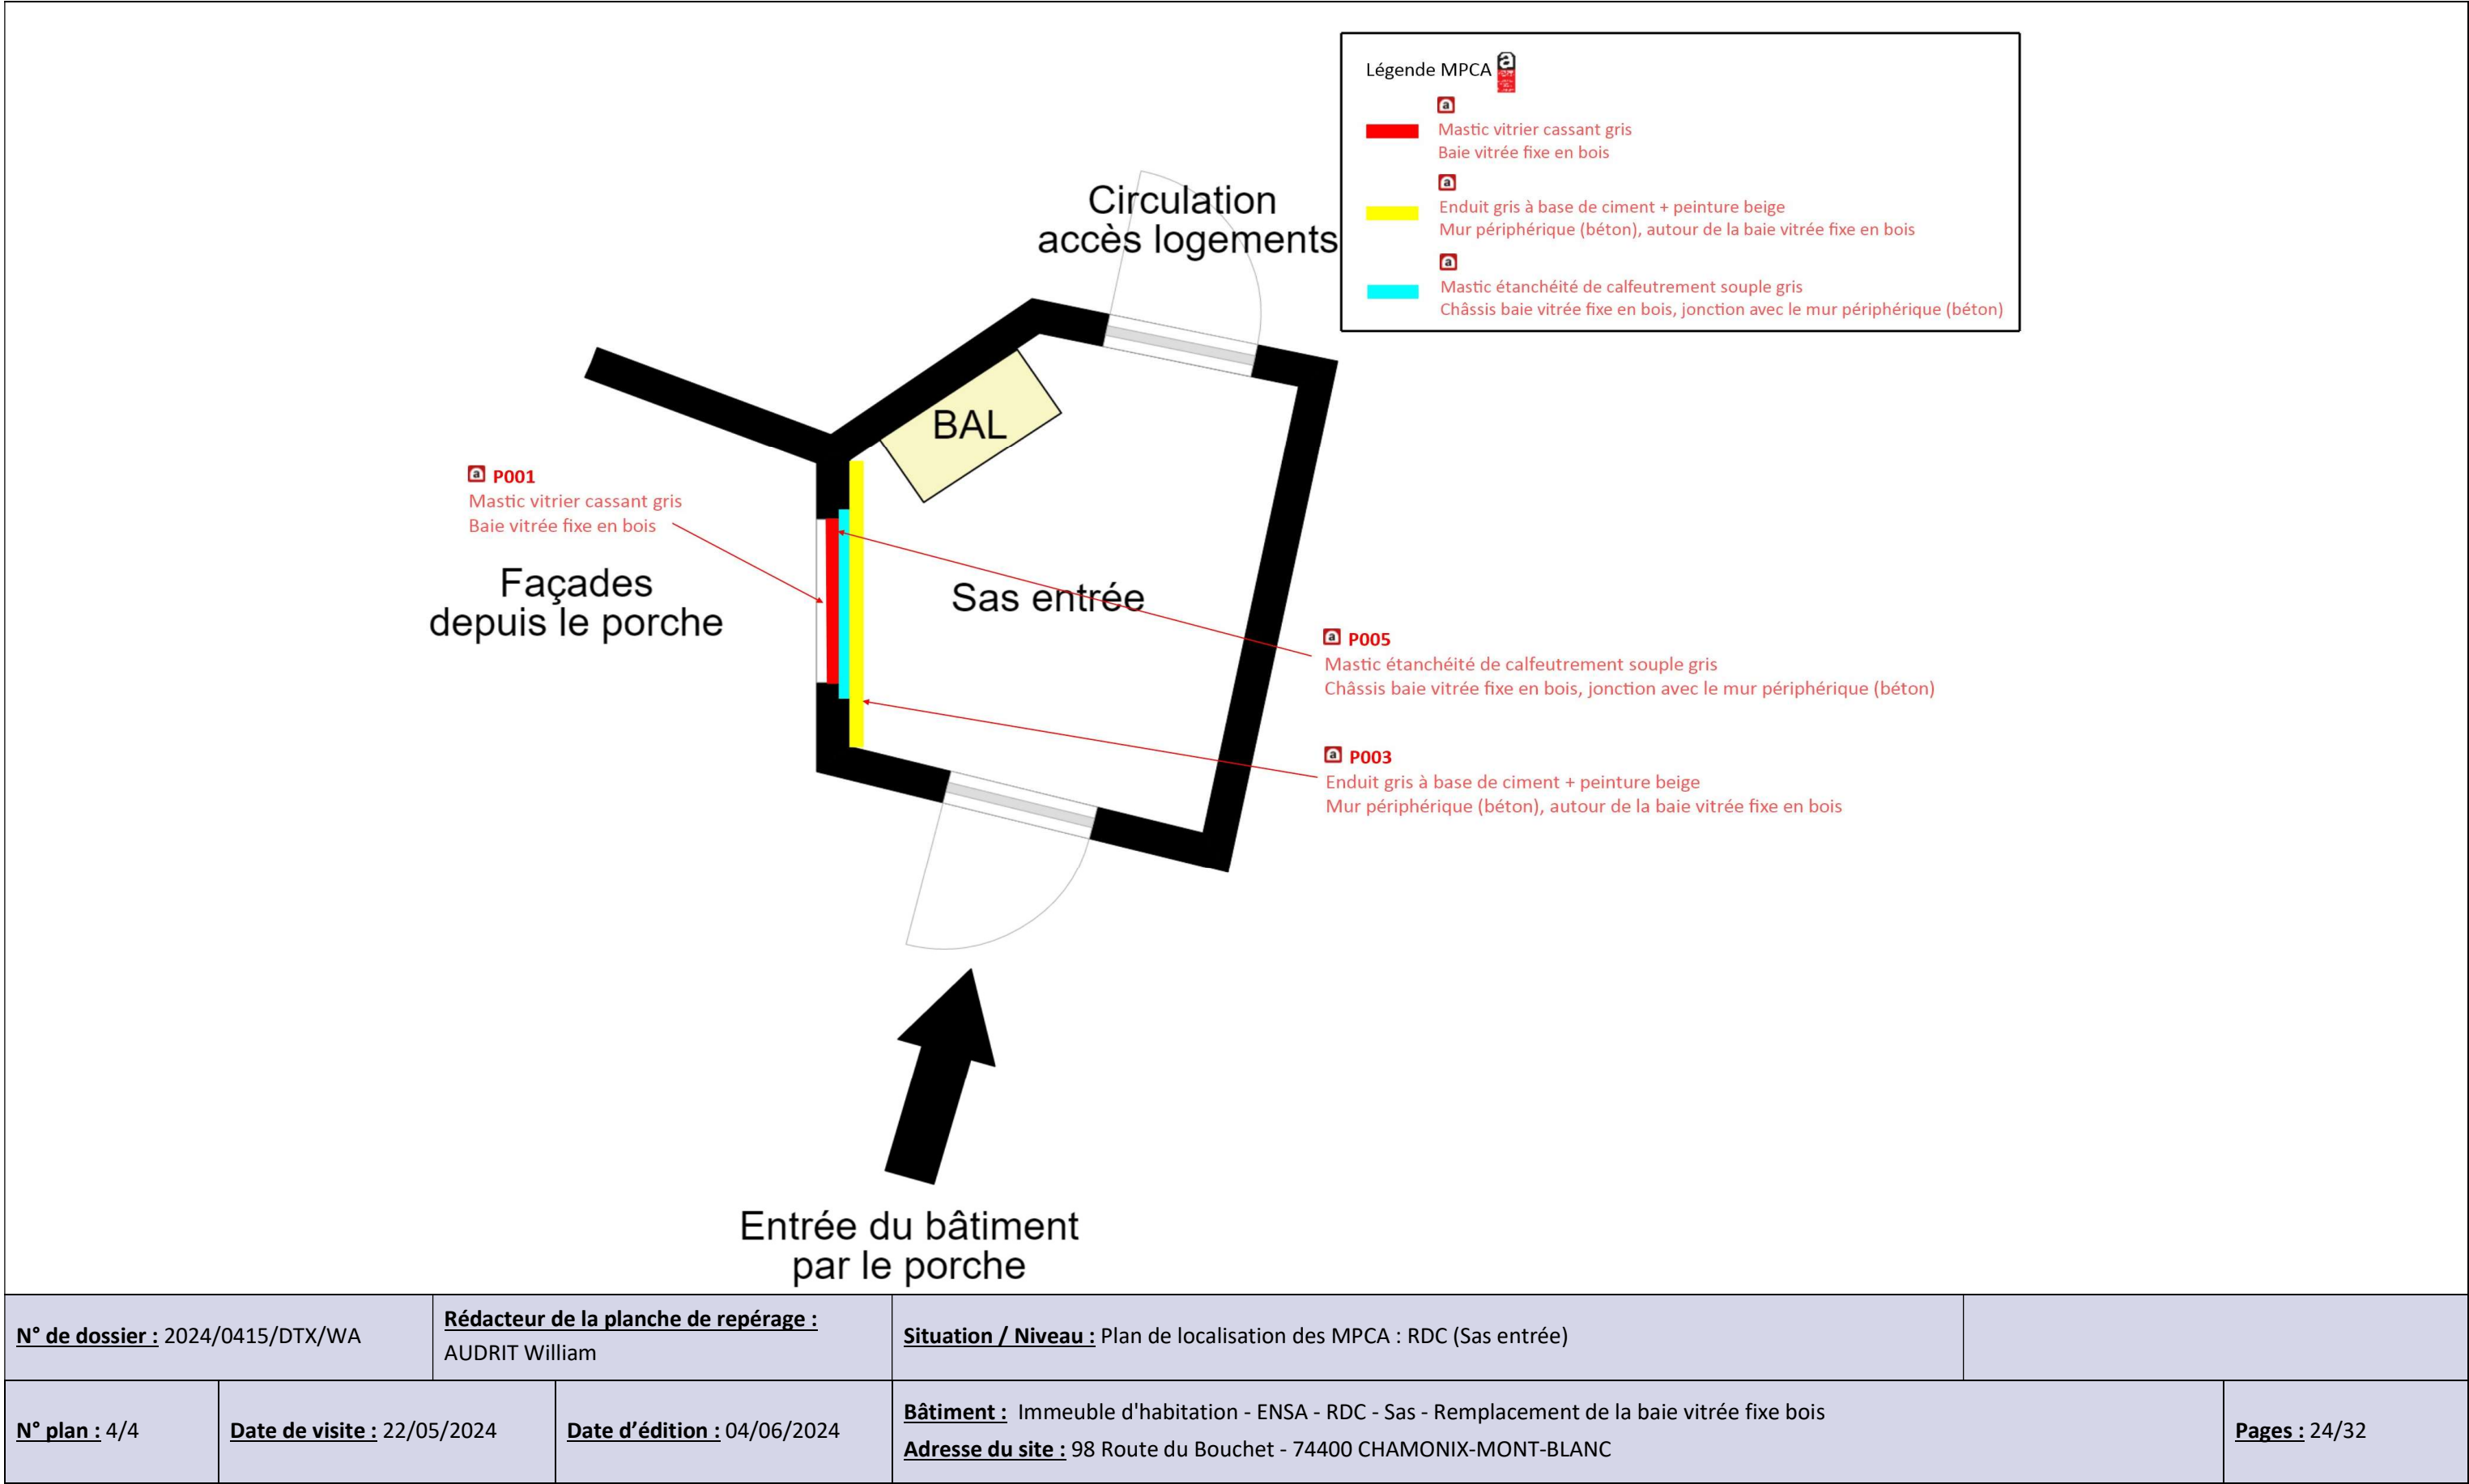 Légende MPCA
a
a
Mastic vitrier cassant gris
Baie vitrée fixe en bois
a
Enduit gris à base de ciment + peinture beige
Mur périphérique (béton), autour de la baie vitrée fixe en bois
a
Mastic étanchéité de calfeutrement souple gris
Châssis baie vitrée fixe en bois, jonction avec le mur périphérique (béton)
Circulation
accès logements
BAL
a P001
Mastic vitrier cassant gris
Baie vitrée fixe en bois
Façades
depuis le porche
Sas entrée
a P005
Mastic étanchéité de calfeutrement souple gris
Châssis baie vitrée fixe en bois, jonction avec le mur périphérique (béton)
a P003
Enduit gris à base de ciment + peinture beige
Mur périphérique (béton), autour de la baie vitrée fixe en bois
Entrée du bâtiment
par le porche
N° de dossier : 2024/0415/DTX/WA
Rédacteur de la planche de repérage :
AUDRIT William
Situation / Niveau : Plan de localisation des MPCA : RDC (Sas entrée)
N° plan : 4/4
Date de visite : 22/05/2024
Date d’édition : 04/06/2024
Bâtiment : Immeuble d'habitation - ENSA - RDC - Sas - Remplacement de la baie vitrée fixe bois
Adresse du site : 98 Route du Bouchet - 74400 CHAMONIX-MONT-BLANC
Pages : 24/32